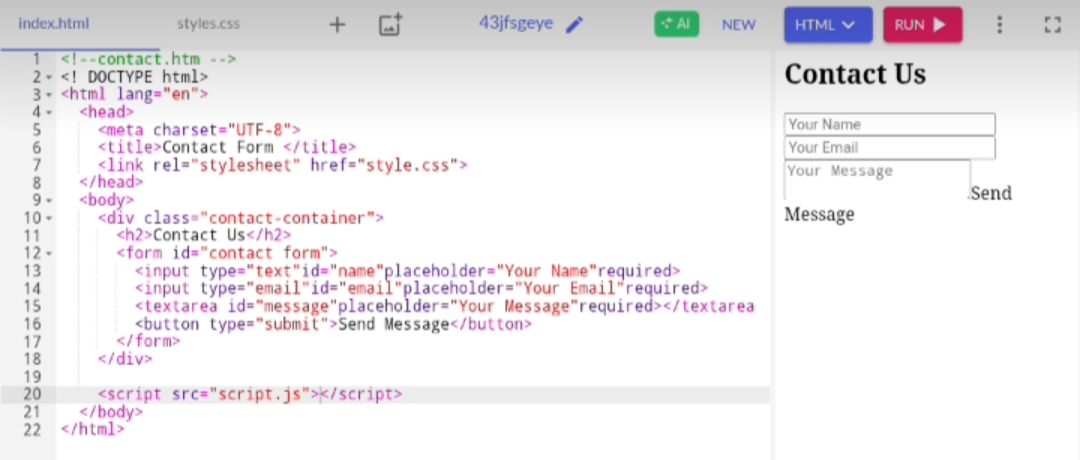 index.html styles.css + 43jfsgeye AI NEW HTML RUN
1 <!--contact.htm -->
2 <! DOCTYPE html>
3 <html lang="en">
4 <head>
5 <meta charset="UTF-8">
6 <title>Contact Form </title>
7 <link rel="stylesheet" href="style.css">
8 </head>
9 <body>
10 <div class="contact-container">
11 <h2>Contact Us</h2>
12 <form id="contact form">
13 <input type="text"id="name"placeholder="Your Name"required>
14 <input type="email"id="email"placeholder="Your Email"required>
15 <textarea id="message"placeholder="Your Message"required></textarea
16 <button type="submit">Send Message</button>
17 </form>
18 </div>
19
20 <script src="script.js"></script>
21 </body>
22 </html>
Contact Us
Your Name
Your Email
Your Message
Send
Message